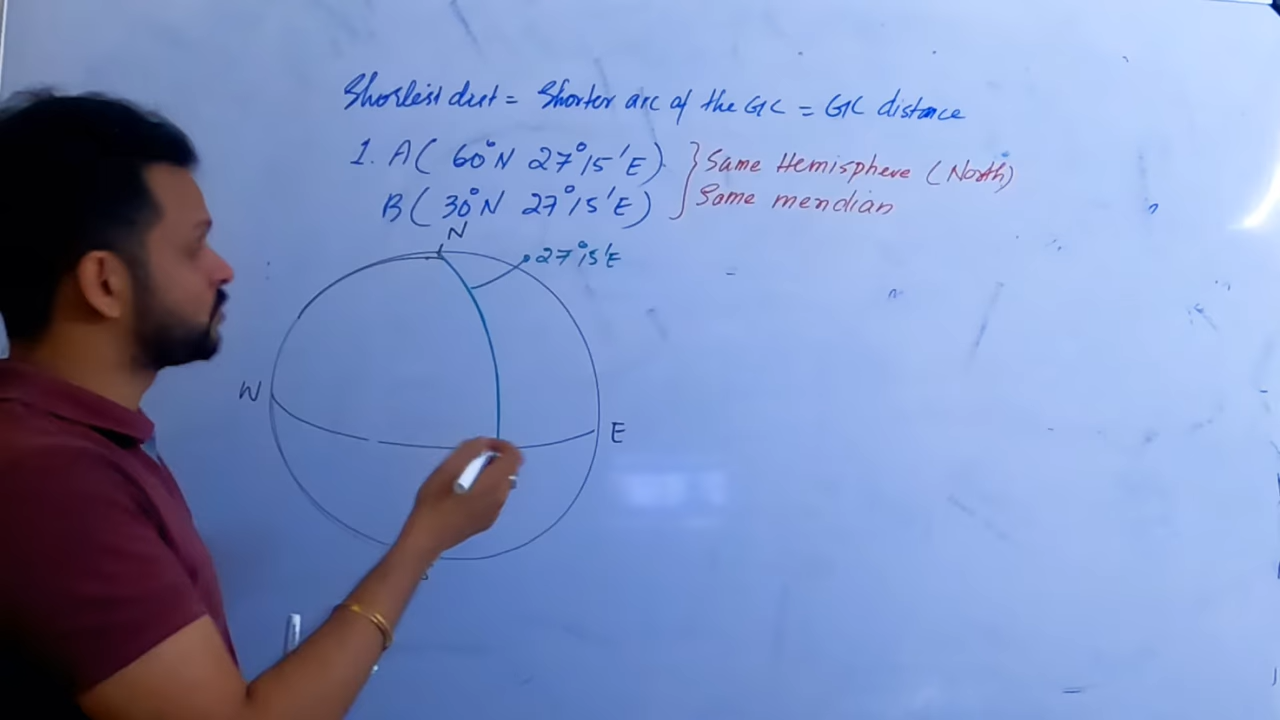 Shortest dist = Shorter arc of the GC = GC distance
1. A ( 60°N 27°15'E ) } Same Hemisphere (North)
B ( 30°N 27°15'E ) Same meridian
N
27°15'E
W
E
S